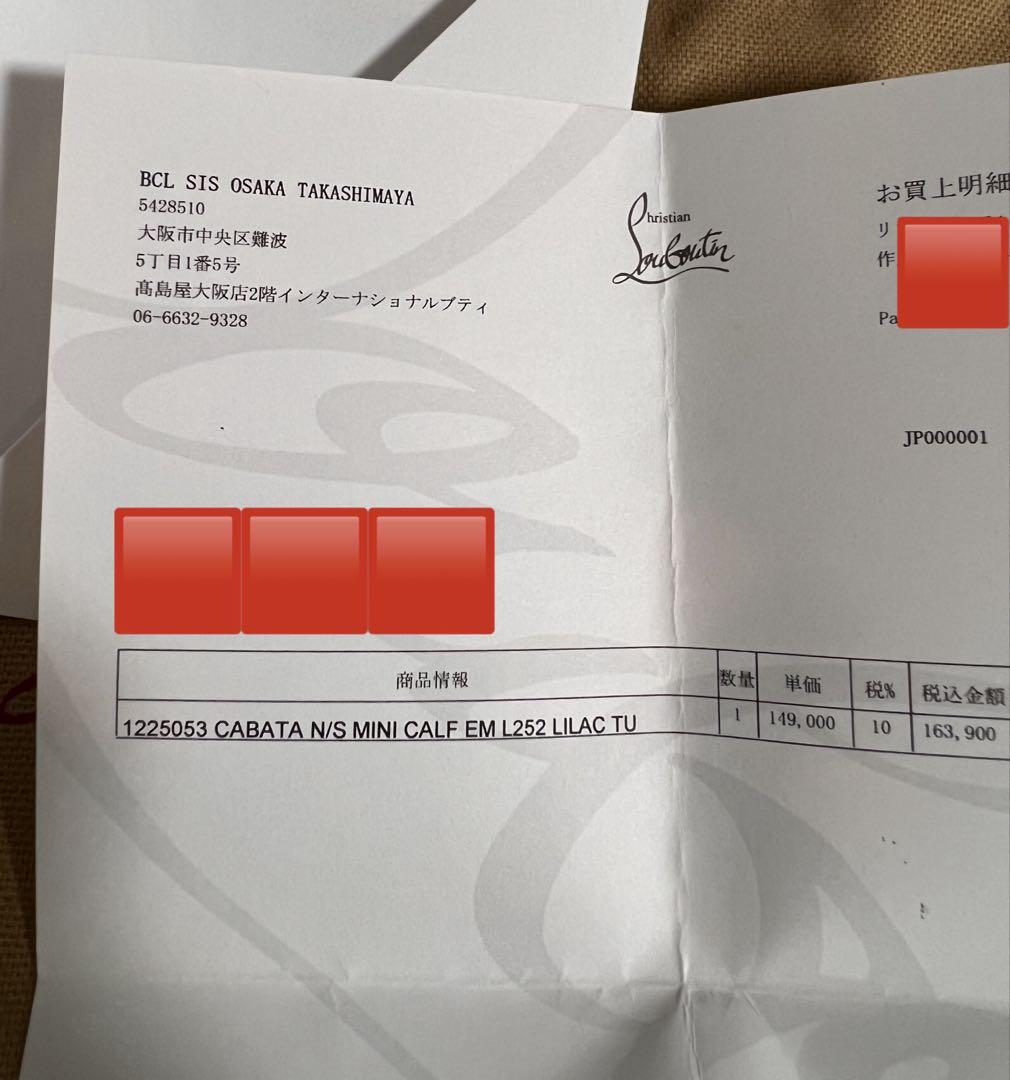 BCL SIS OSAKA TAKASHIMAYA
5428510
大阪市中央区難波
5丁目1番5号
髙島屋大阪店2階インターナショナルブティ
06-6632-9328
Christian
Louboutin
お買上明細
リ
作
Pa
JP000001
商品情報 数量 単価 税% 税込金額
1225053 CABATA N/S MINI CALF EM L252 LILAC TU 1 149,000 10 163,900